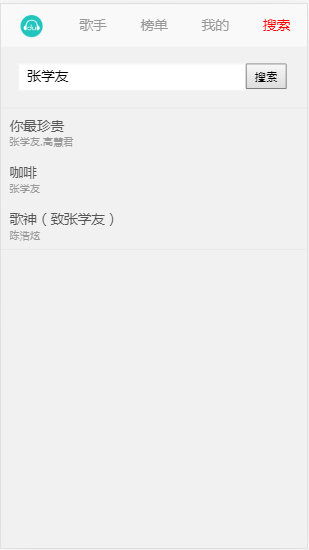 歌手 榜单 我的 搜索
张学友 搜索
你最珍贵
张学友,高慧君
咖啡
张学友
歌神（致张学友）
陈浩炫